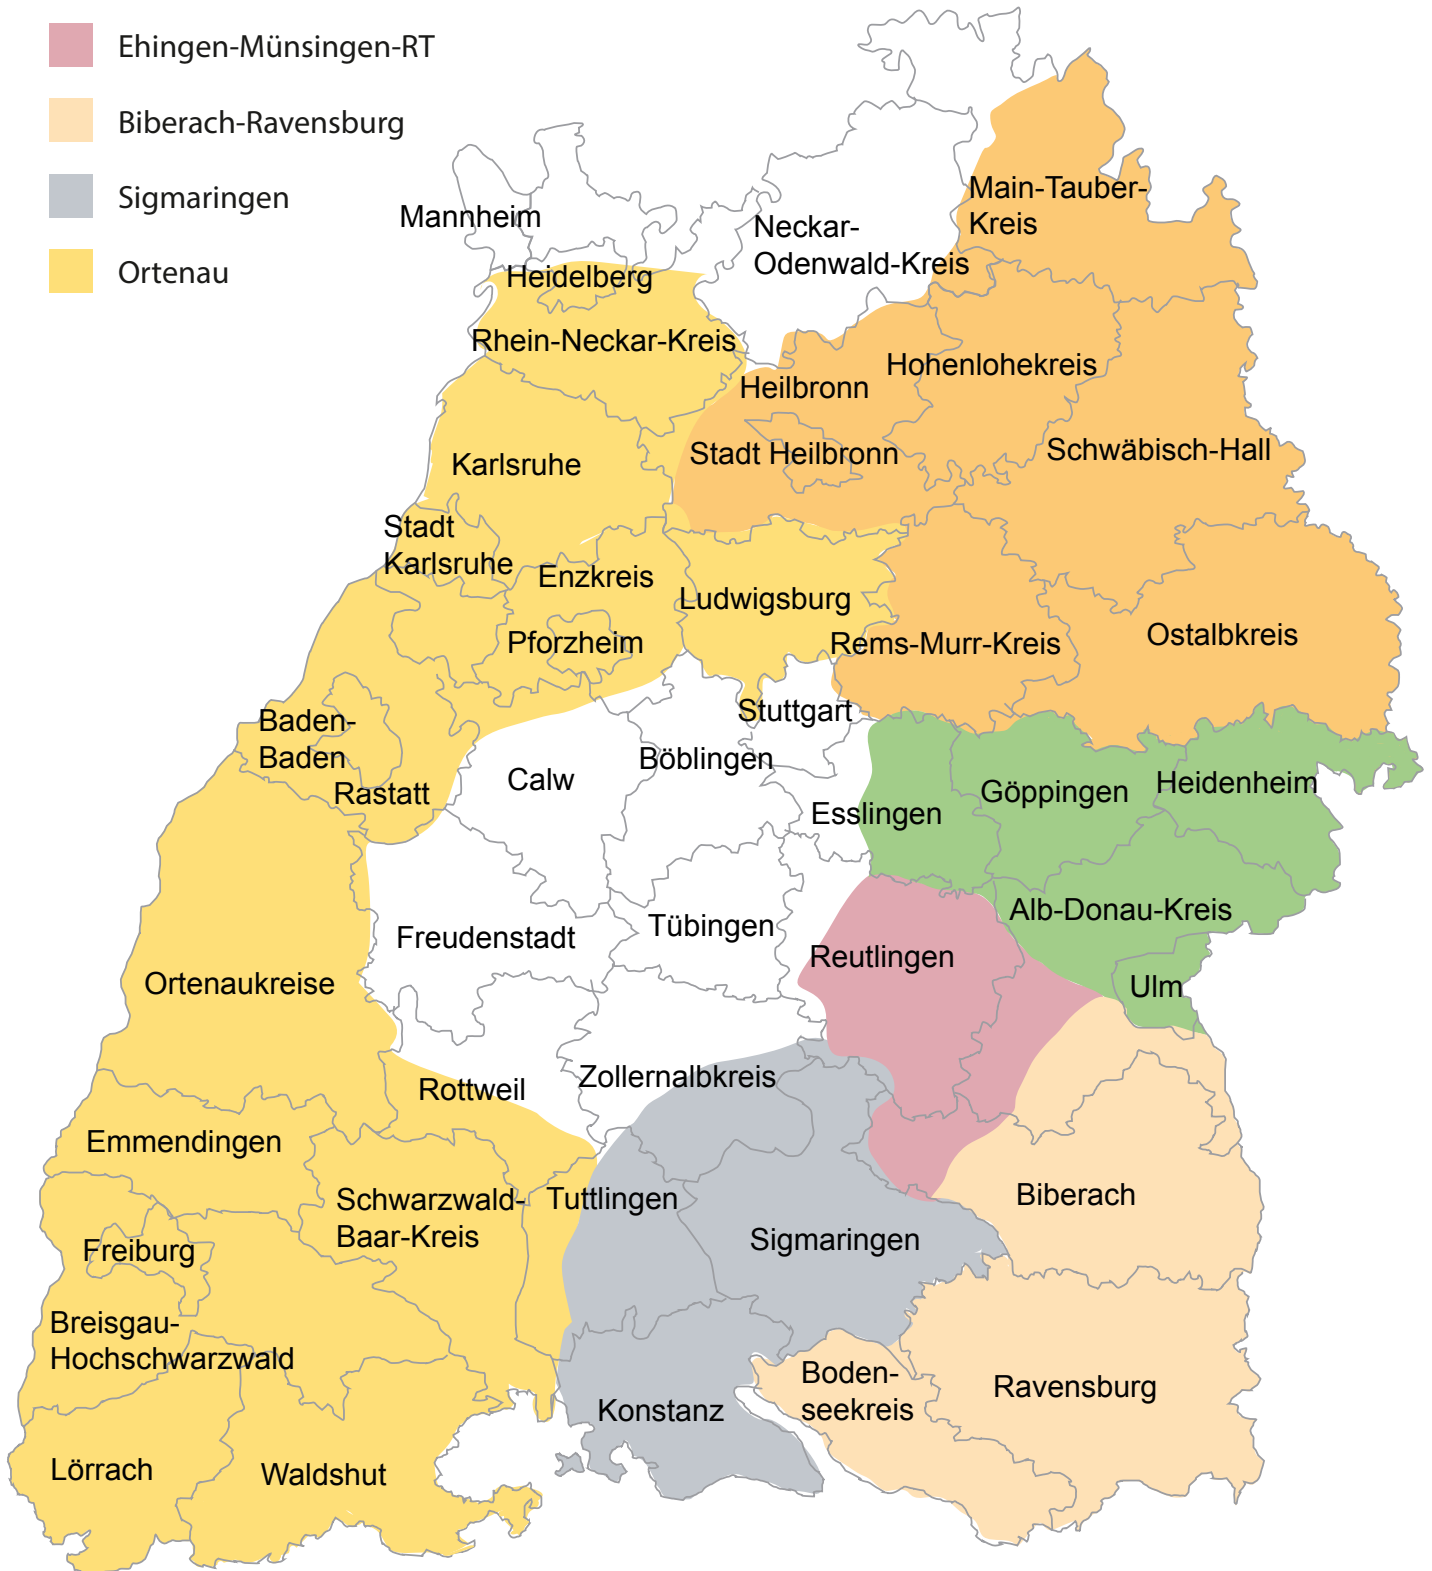 Ehingen-Münsingen-RT
Biberach-Ravensburg
Sigmaringen
Ortenau
Main-Tauber-
Kreis
Mannheim
Neckar-
Odenwald-Kreis
Heidelberg
Rhein-Neckar-Kreis
Hohenlohekreis
Heilbronn
Schwäbisch-Hall
Stadt Heilbronn
Karlsruhe
Stadt
Karlsruhe
Enzkreis
Ludwigsburg
Pforzheim
Rems-Murr-Kreis
Ostalbkreis
Stuttgart
Baden-
Baden
Böblingen
Calw
Rastatt
Esslingen
Göppingen
Heidenheim
Alb-Donau-Kreis
Tübingen
Freudenstadt
Reutlingen
Ortenaukreise
Ulm
Zollernalbkreis
Rottweil
Emmendingen
Schwarzwald-
Baar-Kreis
Tuttlingen
Biberach
Sigmaringen
Freiburg
Breisgau-
Hochschwarzwald
Boden-
seekreis
Ravensburg
Konstanz
Lörrach
Waldshut